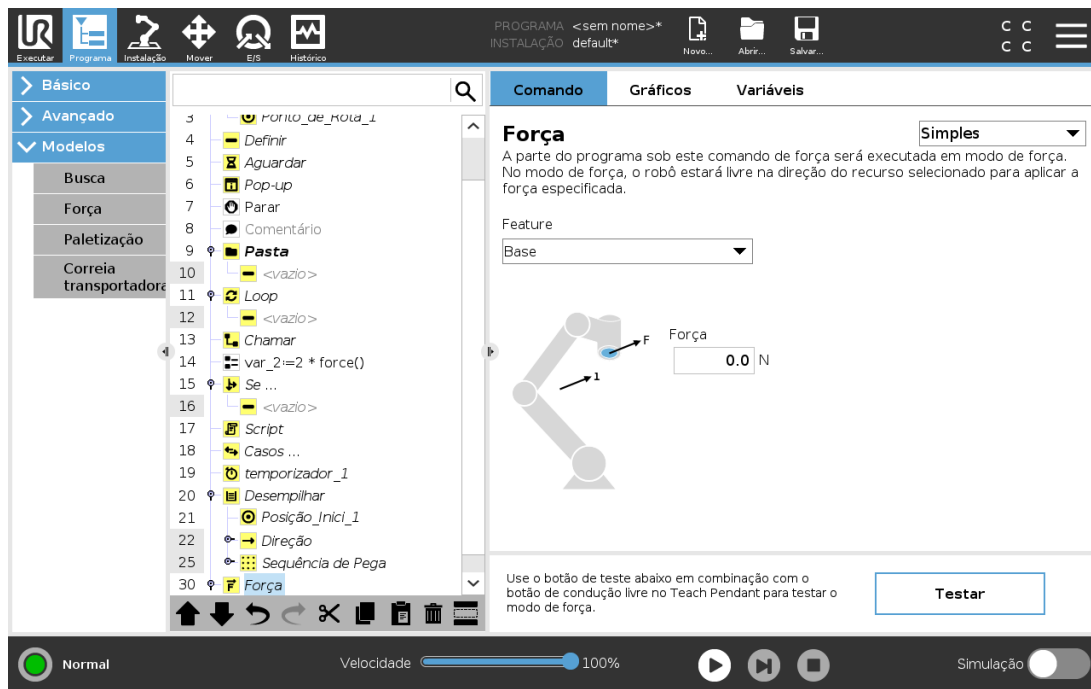 PROGRAMA <sem nome>*
INSTALAÇÃO default*
Executar Programa Instalação Mover E/S Histórico
Novo... Abrir... Salvar...
C C
C C
Básico
Avançado
Modelos
Busca
Força
Paletização
Correia
transportadora
3 Ponto_de_Rota_1
4 Definir
5 Aguardar
6 Pop-up
7 Parar
8 Comentário
9 Pasta
10 <vazio>
11 Loop
12 <vazio>
13 Chamar
14 var_2≔2 * force()
15 Se ...
16 <vazio>
17 Script
18 Casos ...
19 temporizador_1
20 Desempilhar
21 Posição_Inici_1
22 Direção
25 Sequência de Pega
30 Força
Comando Gráficos Variáveis
Força
Simples
A parte do programa sob este comando de força será executada em modo de força.
No modo de força, o robô estará livre na direção do recurso selecionado para aplicar a
força especificada.
Feature
Base
F
1
Força
0.0 N
Use o botão de teste abaixo em combinação com o
botão de condução livre no Teach Pendant para testar o
modo de força.
Testar
Normal
Velocidade 100%
Simulação